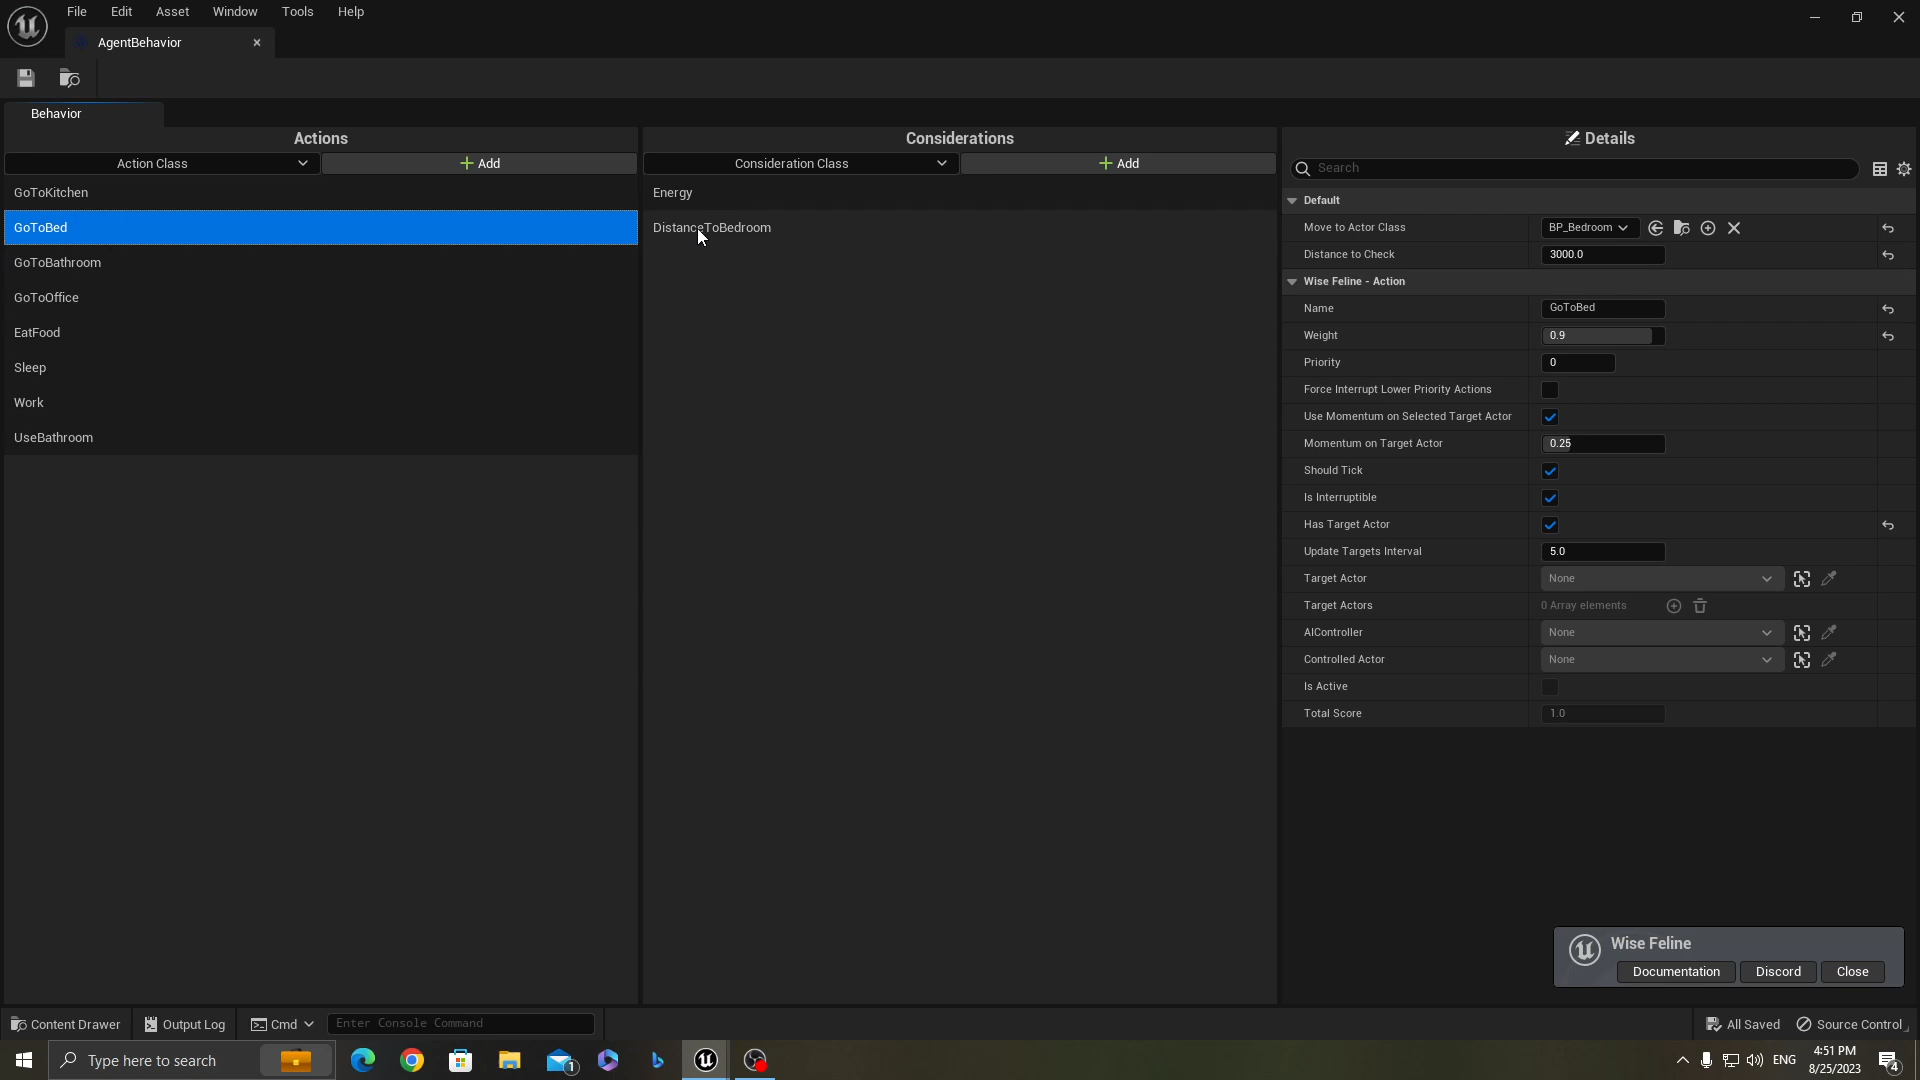 File Edit Asset Window Tools Help
AgentBehavior
Behavior
Actions
Action Class
Add
GoToKitchen
GoToBed
GoToBathroom
GoToOffice
EatFood
Sleep
Work
UseBathroom
Considerations
Consideration Class
Add
Energy
DistanceToBedroom
Details
Search
Default
Move to Actor Class BP_Bedroom
Distance to Check 3000.0
Wise Feline - Action
Name GoToBed
Weight 0.9
Priority 0
Force Interrupt Lower Priority Actions
Use Momentum on Selected Target Actor
Momentum on Target Actor 0.25
Should Tick
Is Interruptible
Has Target Actor
Update Targets Interval 5.0
Target Actor None
Target Actors 0 Array elements
AIController None
Controlled Actor None
Is Active
Total Score 1.0
Wise Feline
Documentation Discord Close
Content Drawer Output Log Cmd Enter Console Command All Saved Source Control
Type here to search
1
ENG
4:51 PM
8/25/2023
4